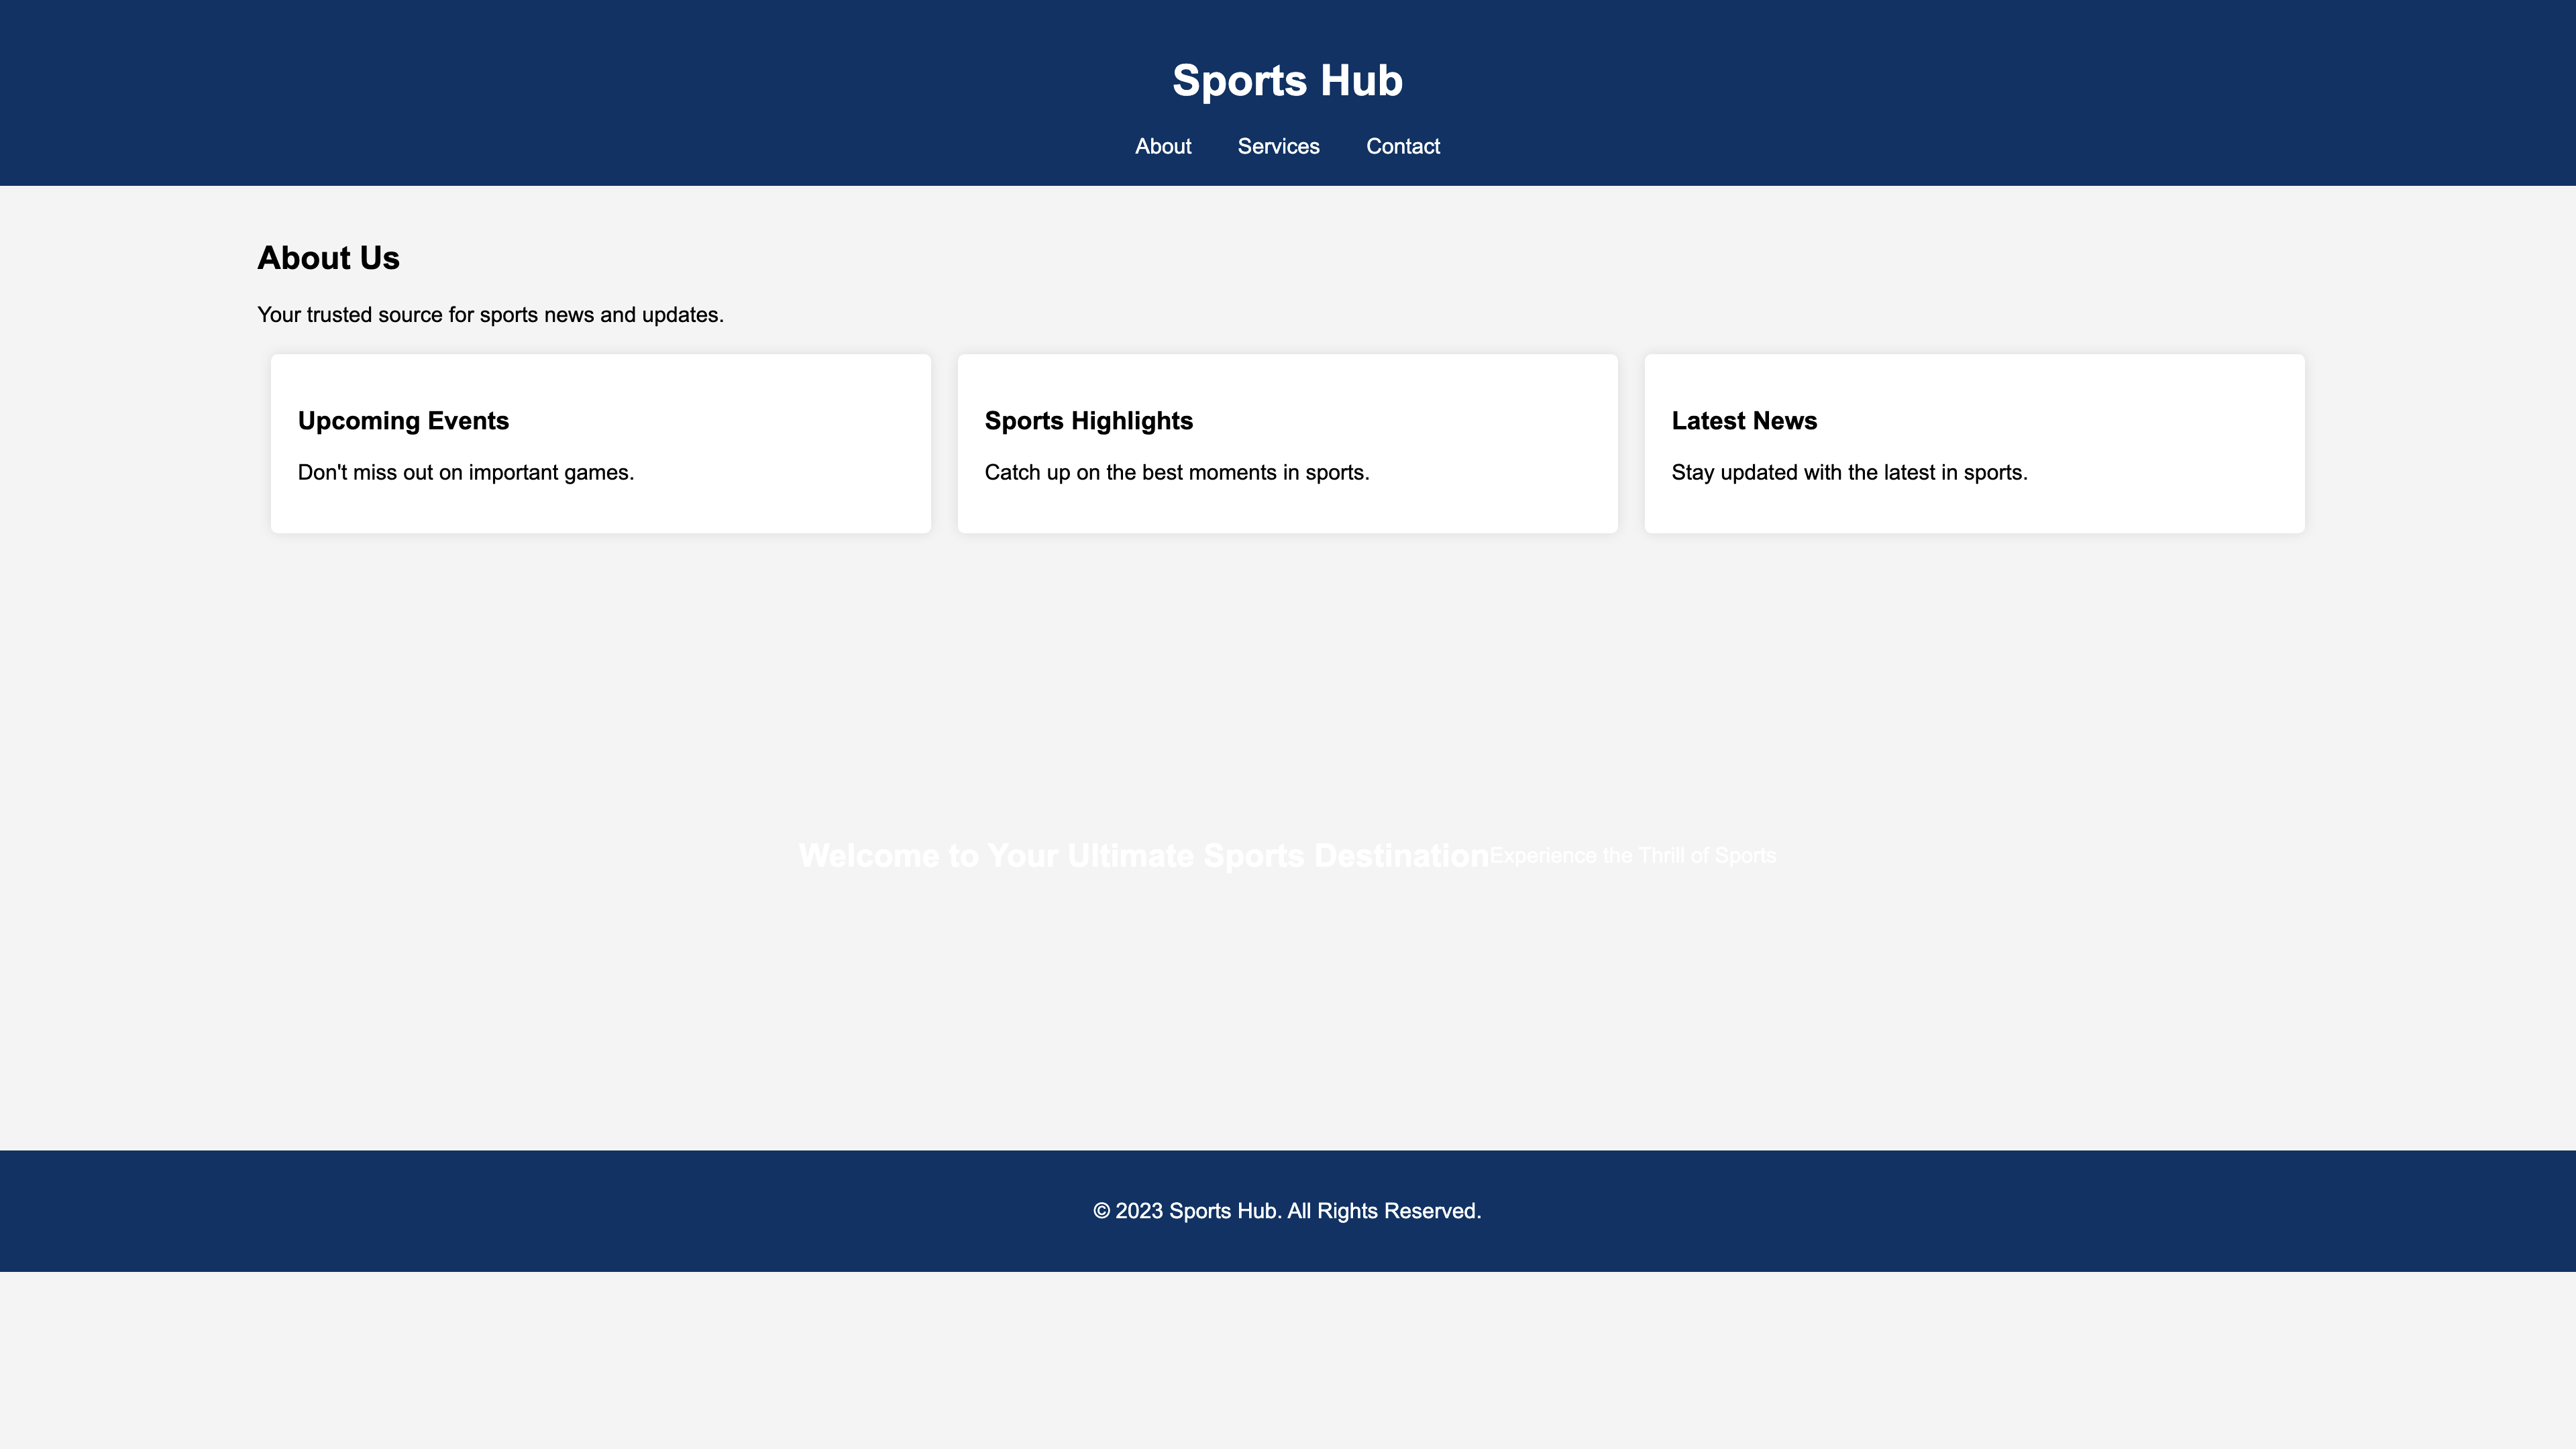 Sports Hub
About Services Contact
About Us
Your trusted source for sports news and updates.
Upcoming Events
Don't miss out on important games.
Sports Highlights
Catch up on the best moments in sports.
Latest News
Stay updated with the latest in sports.
Welcome to Your Ultimate Sports Destination Experience the Thrill of Sports
© 2023 Sports Hub. All Rights Reserved.